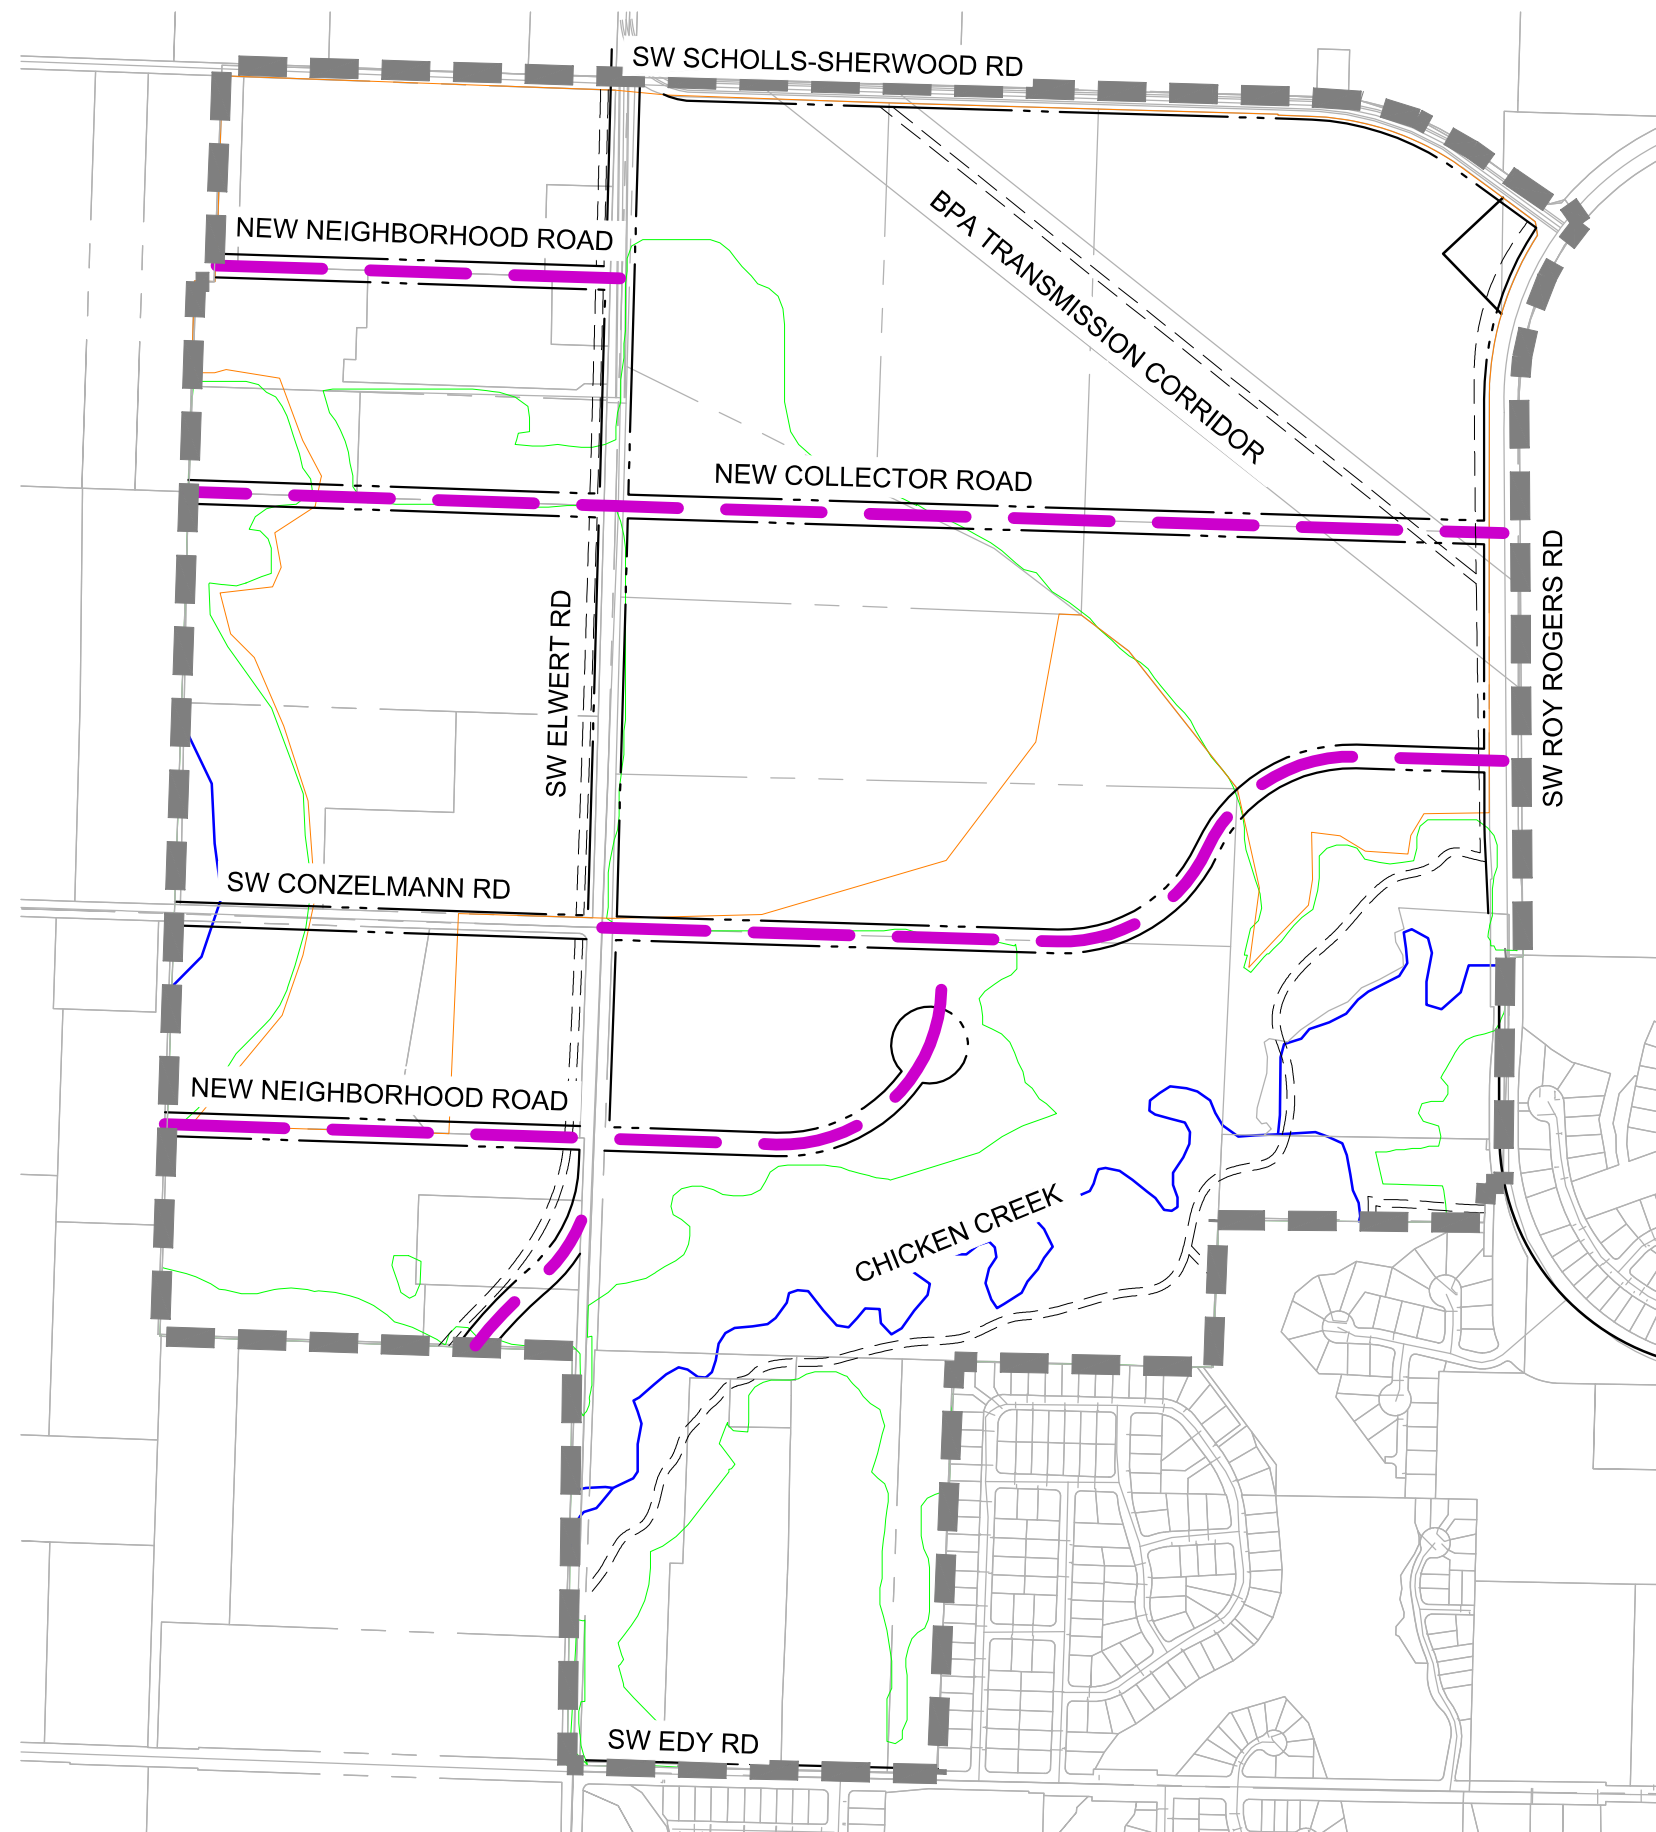 SW SCHOLLS-SHERWOOD RD
NEW NEIGHBORHOOD ROAD
BPA TRANSMISSION CORRIDOR
NEW COLLECTOR ROAD
SW ELWERT RD
SW ROY ROGERS RD
SW CONZELMANN RD
NEW NEIGHBORHOOD ROAD
CHICKEN CREEK
SW EDY RD